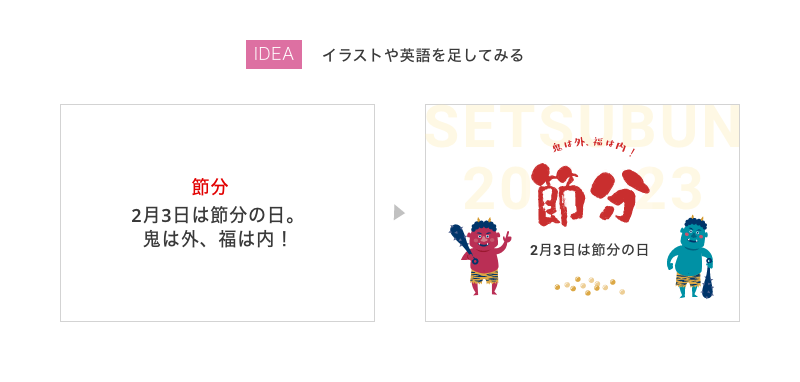 IDEA イラストや英語を足してみる
節分
2月3日は節分の日。
鬼は外、福は内！
SETSUBUN
鬼は外、福は内！
節分
2月3日は節分の日